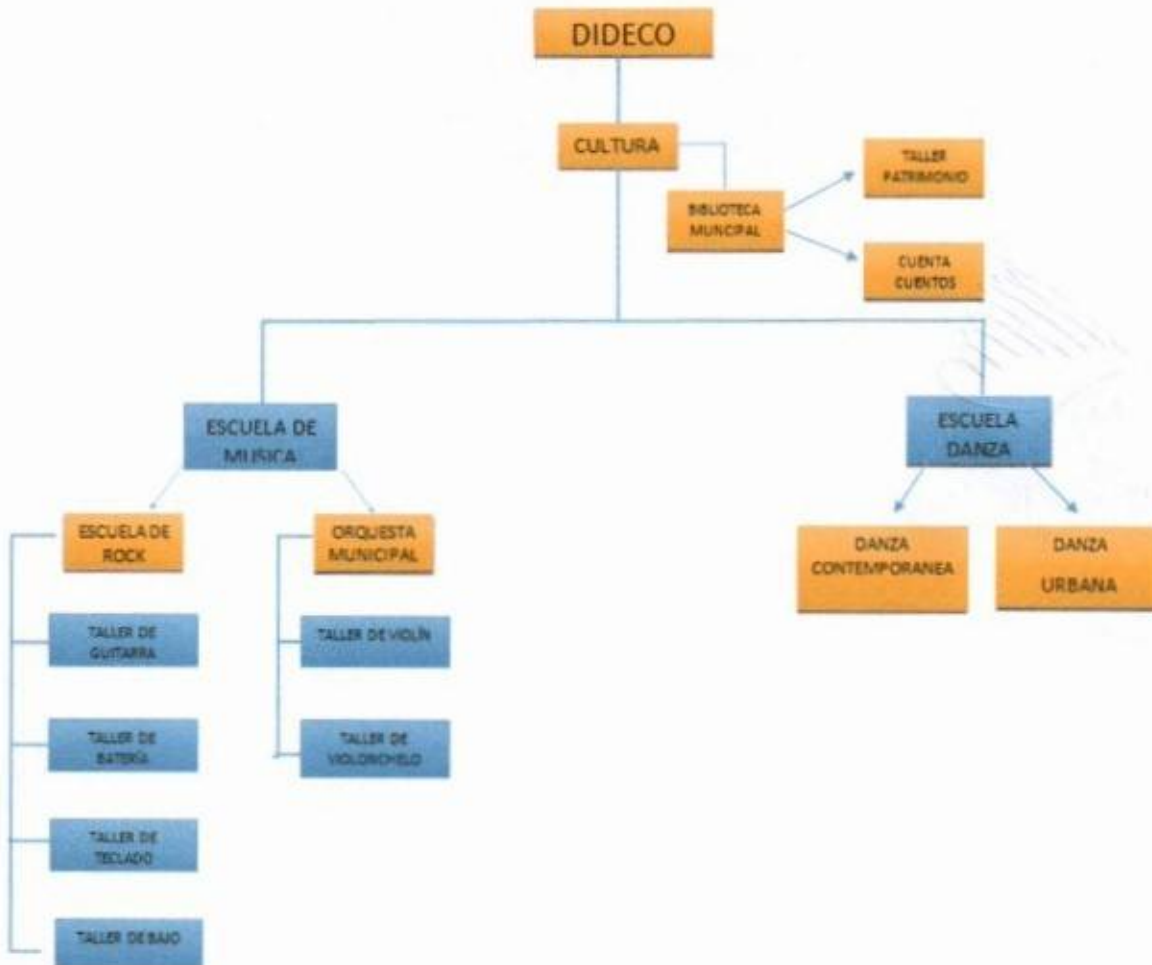 DIDECO
CULTURA
TALLER
PATRIMONIO
BIBLIOTECA
MUNCIPAL
CUENTA
CUENTOS
ESCUELA DE
MUSICA
ESCUELA
DANZA
ESCUELA DE
ROCK
ORQUESTA
MUNICIPAL
DANZA
CONTEMPORANEA
DANZA
URBANA
TALLER DE
GUITARRA
TALLER DE VIOLÍN
TALLER DE
BATERÍA
TALLER DE
VIOLONCHELO
TALLER DE
TECLADO
TALLER DE BAJO